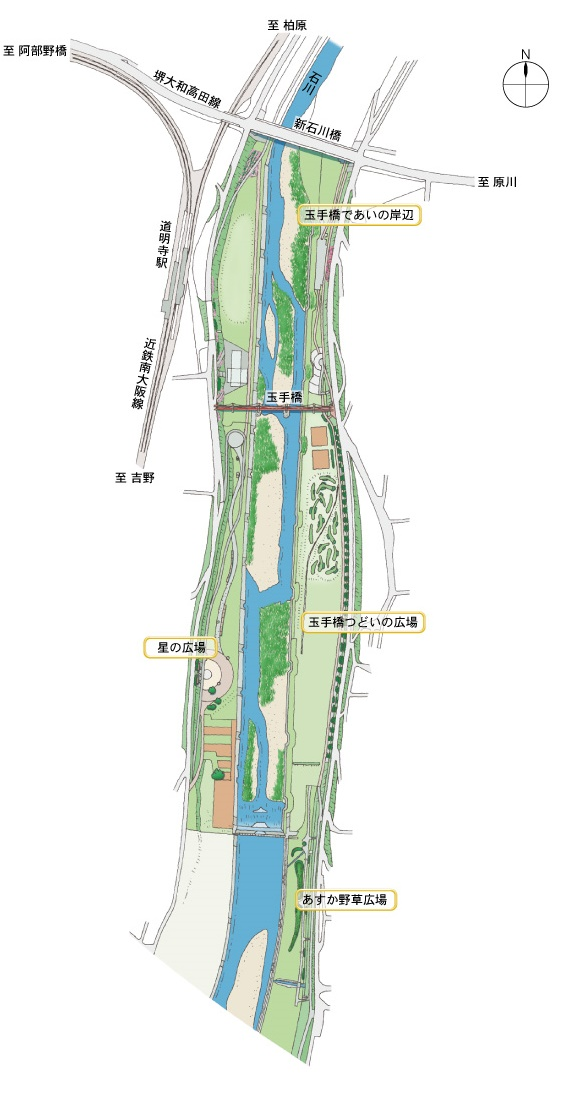 至 柏原
至 阿部野橋
石川
堺大和高田線
N
新石川橋
至 原川
玉手橋であいの岸辺
道明寺駅
近鉄南大阪線
玉手橋
至 吉野
玉手橋つどいの広場
星の広場
あすか野草広場